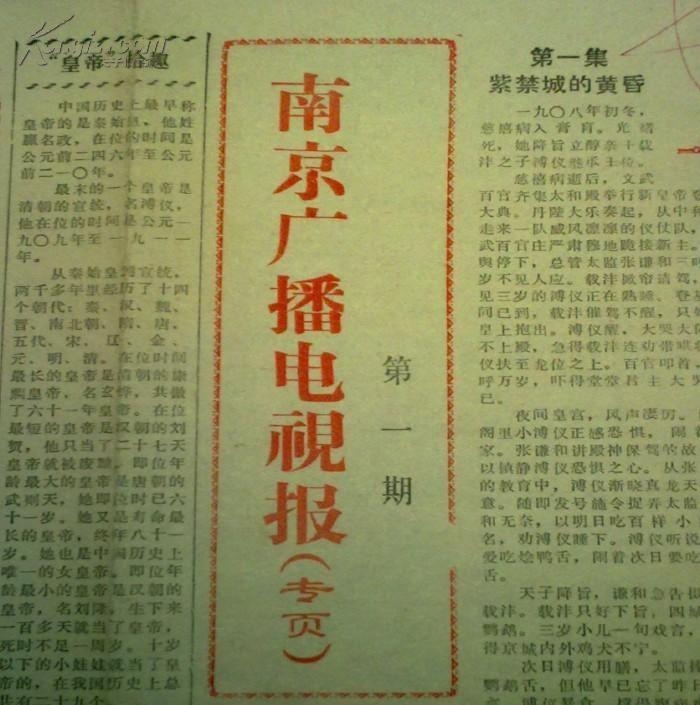 "皇帝"拾趣
中国历史上最早称
皇帝的是秦始皇,他姓
嬴名政,在位的时间是
公元前二四六年至公元
前二一〇年。
最末的一个皇帝是
清朝的宣统,名溥仪,
他在位的时间是公元一
九〇九年至一九一一
年。
从秦始皇到宣统,
两千多年里经历了十四
个朝代:秦、汉、魏、
晋、南北朝、隋、唐、
五代、宋、辽、金、
元、明、清。在位时间
最长的皇帝是清朝的康
熙皇帝,名玄烨,共做
了六十一年皇帝。在位
最短的皇帝是汉朝的刘
贺,他只当了二十七天
皇帝就被废黜。即位年
龄最大的皇帝是唐朝的
武则天,她即位时已六
十一岁。她又是寿命最
长的皇帝,终年八十一
岁。她也是中国历史上
唯一的女皇帝。即位年
龄最小的皇帝是汉朝的
皇帝,名刘隆,生下来
一百多天就当了皇帝,
死时不足一周岁。十岁
以下的小娃娃就当了皇
帝的,在我国历史上总
共有二十九个
南京广播电視报(专页)
第一期
第一集
紫禁城的黄昏
一九〇八年初冬,
慈禧病入膏肓。光绪
死,她降旨立醇亲王载
沣之子溥仪继承王位。
慈禧病逝后,文武
百官齐集太和殿举行新皇帝登
大典。丹陛大乐奏起,从中和
走来一队威风凛凛的仪仗队,
武百官庄严肃穆地跪接新主。
舆停下,总管太监张谦和三呼
岁不见人应。载沣掀帘请驾,
见三岁的溥仪正在熟睡、登基
间已到,载沣催驾不醒,只好
皇上抱出。溥仪醒,大哭大
不上殿,急得载沣连劝带哄将
仪扶至龙位之上。百官叩首,
呼万岁,吓得堂堂君主大哭
已。
夜间皇宫,风声凄厉。
阁里小溥仪正感恐惧,闹着
家。张谦和讲殿神保驾的故
以镇静溥仪恐惧之心。从张
的教育中,溥仪渐晓真龙天
意。随即发号施令捉弄太监
和无奈,以明日吃百样小
名,劝溥仪睡下。溥仪听说
爱吃烩鸭舌,闹着次日要吃
舌。
天子降旨,谦和急告摄
载沣。载沣只好下旨,四城
鹦鹉。三岁小儿一句戏言,
得京城内外鸡犬不宁。
次日溥仪用膳,太监捧
鹦鹉舌,但他早已忘了昨日